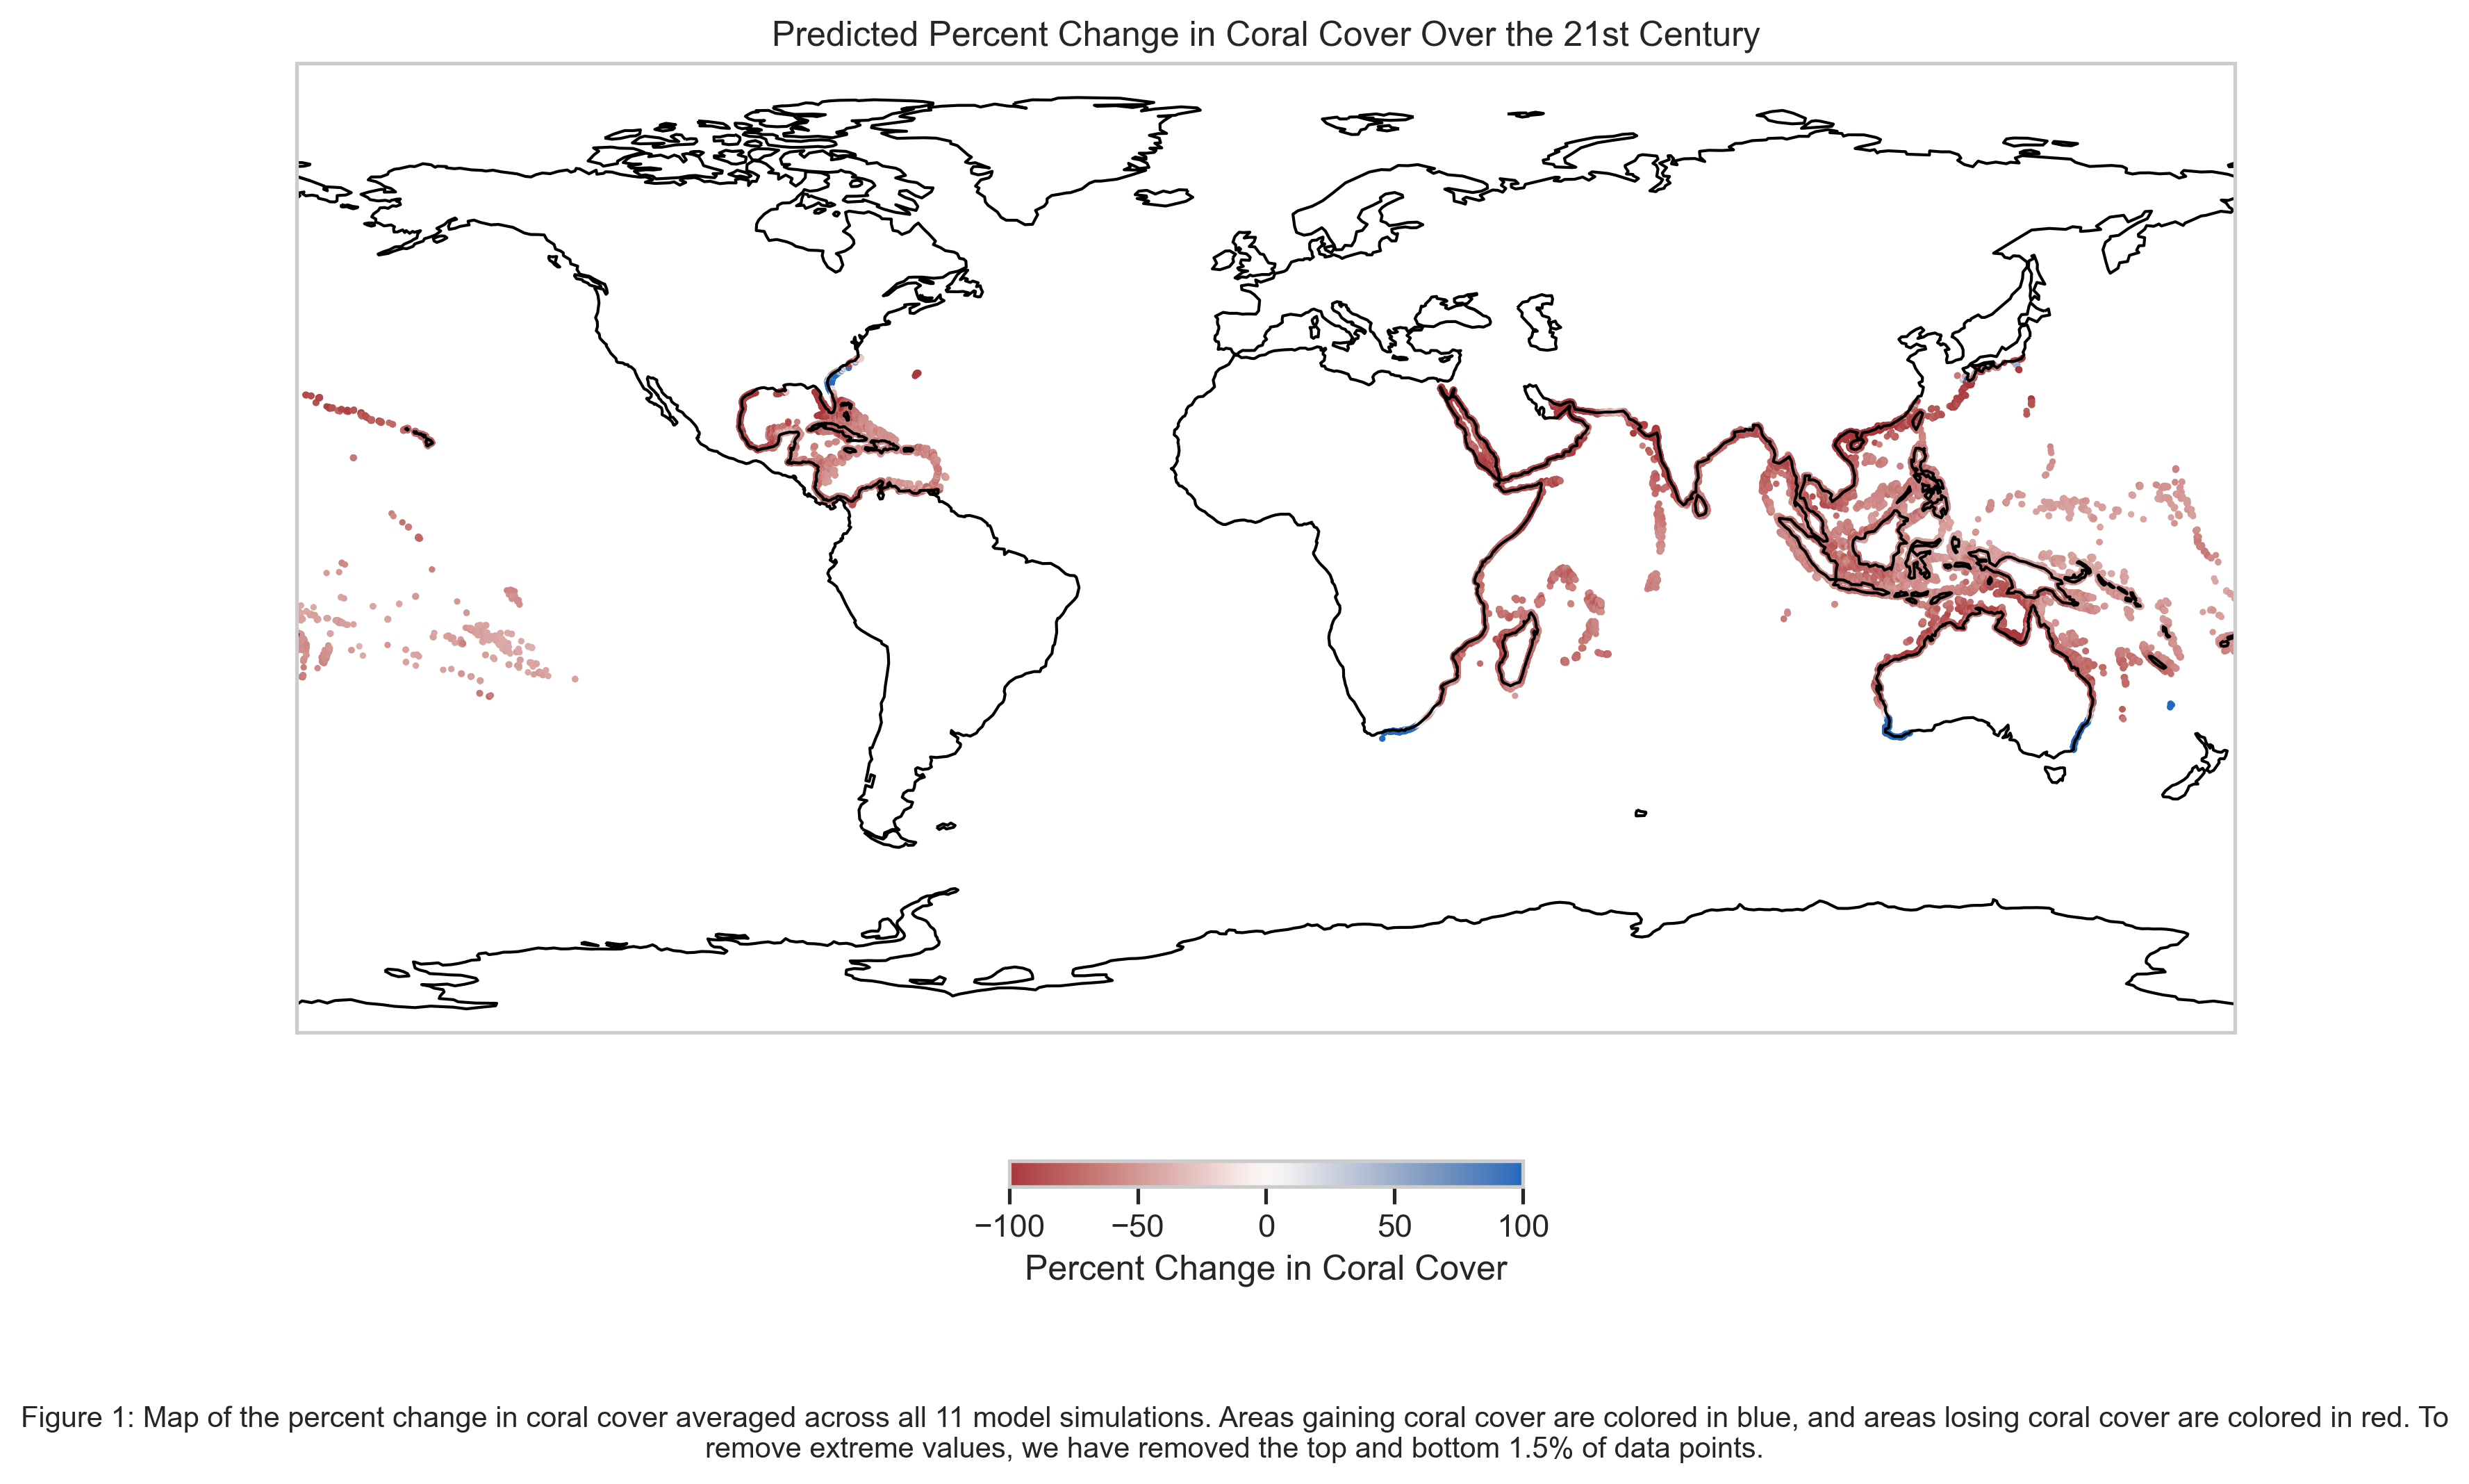 Predicted Percent Change in Coral Cover Over the 21st Century
−100 −50 0 50 100
Percent Change in Coral Cover
Figure 1: Map of the percent change in coral cover averaged across all 11 model simulations. Areas gaining coral cover are colored in blue, and areas losing coral cover are colored in red. To
remove extreme values, we have removed the top and bottom 1.5% of data points.